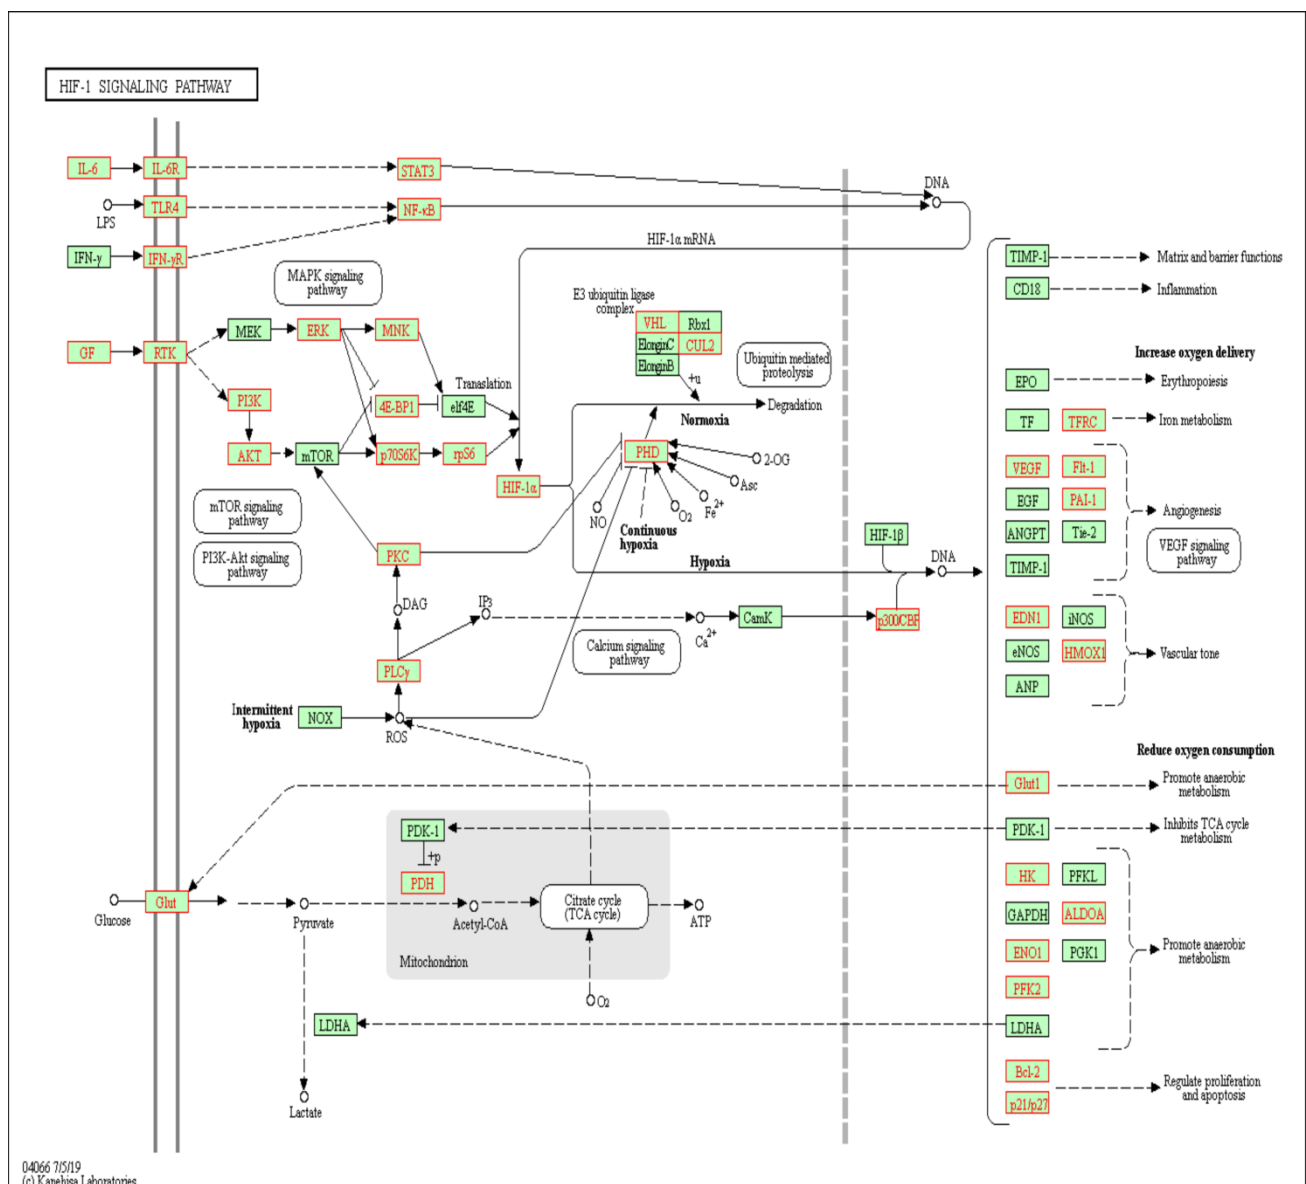 HIF-1 SIGNALING PATHWAY
IL-6
IL-6R
STAT3
DNA
LPS
TLR4
NF-κB
HIF-1α mRNA
IFN-γ
IFN-γR
MAPK signaling
pathway
E3 ubiquitin ligase
complex
VHL
Rbx1
ElonginC
CUL2
ElonginB
+u
Ubiquitin mediated
proteolysis
GF
RTK
MEK
ERK
MNK
PI3K
Translation
4E-BP1
elf4E
Degradation
Normoxia
AKT
mTOR
p70S6K
rpS6
HIF-1α
PHD
2-OG
Asc
Fe2+
O2
NO
Continuous
hypoxia
mTOR signaling
pathway
PI3K-Akt signaling
pathway
PKC
Hypoxia
HIF-1β
DNA
DAG
IP3
Ca2+
CamK
p300/CBP
Calcium signaling
pathway
PLCγ
Intermittent
hypoxia
NOX
ROS
TIMP-1
Matrix and barrier functions
CD18
Inflammation
Increase oxygen delivery
EPO
Erythropoiesis
TF
TFRC
Iron metabolism
VEGF
Flt-1
EGF
PAI-1
Angiogenesis
ANGPT
Tie-2
VEGF signaling
pathway
TIMP-1
EDN1
iNOS
eNOS
HMOX1
Vascular tone
ANP
Reduce oxygen consumption
Glut1
Promote anaerobic
metabolism
PDK-1
+p
PDH
PDK-1
Inhibits TCA cycle
metabolism
Glucose
Glut
Pyruvate
Acetyl-CoA
Citrate cycle
(TCA cycle)
ATP
Mitochondrion
O2
HK
PFKL
GAPDH
ALDOA
ENO1
PGK1
Promote anaerobic
metabolism
PFK2
LDHA
LDHA
Lactate
Bcl-2
p21/p27
Regulate proliferation
and apoptosis
04066 7/5/19
(c) Kanehisa Laboratories